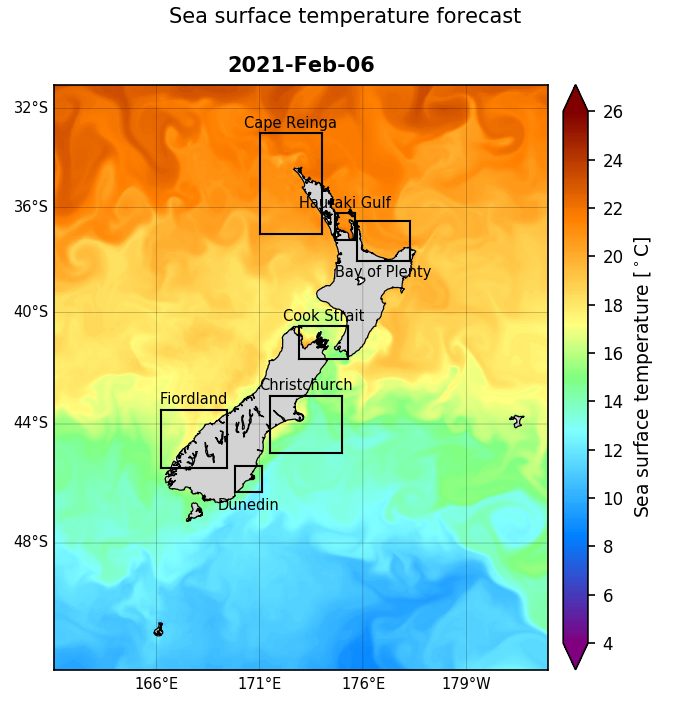 Sea surface temperature forecast
2021-Feb-06
32°S
36°S
40°S
44°S
48°S
166°E
171°E
176°E
179°W
Cape Reinga
Hauraki Gulf
Bay of Plenty
Cook Strait
Christchurch
Fiordland
Dunedin
26
24
22
20
18
16
14
12
10
8
6
4
Sea surface temperature [°C]